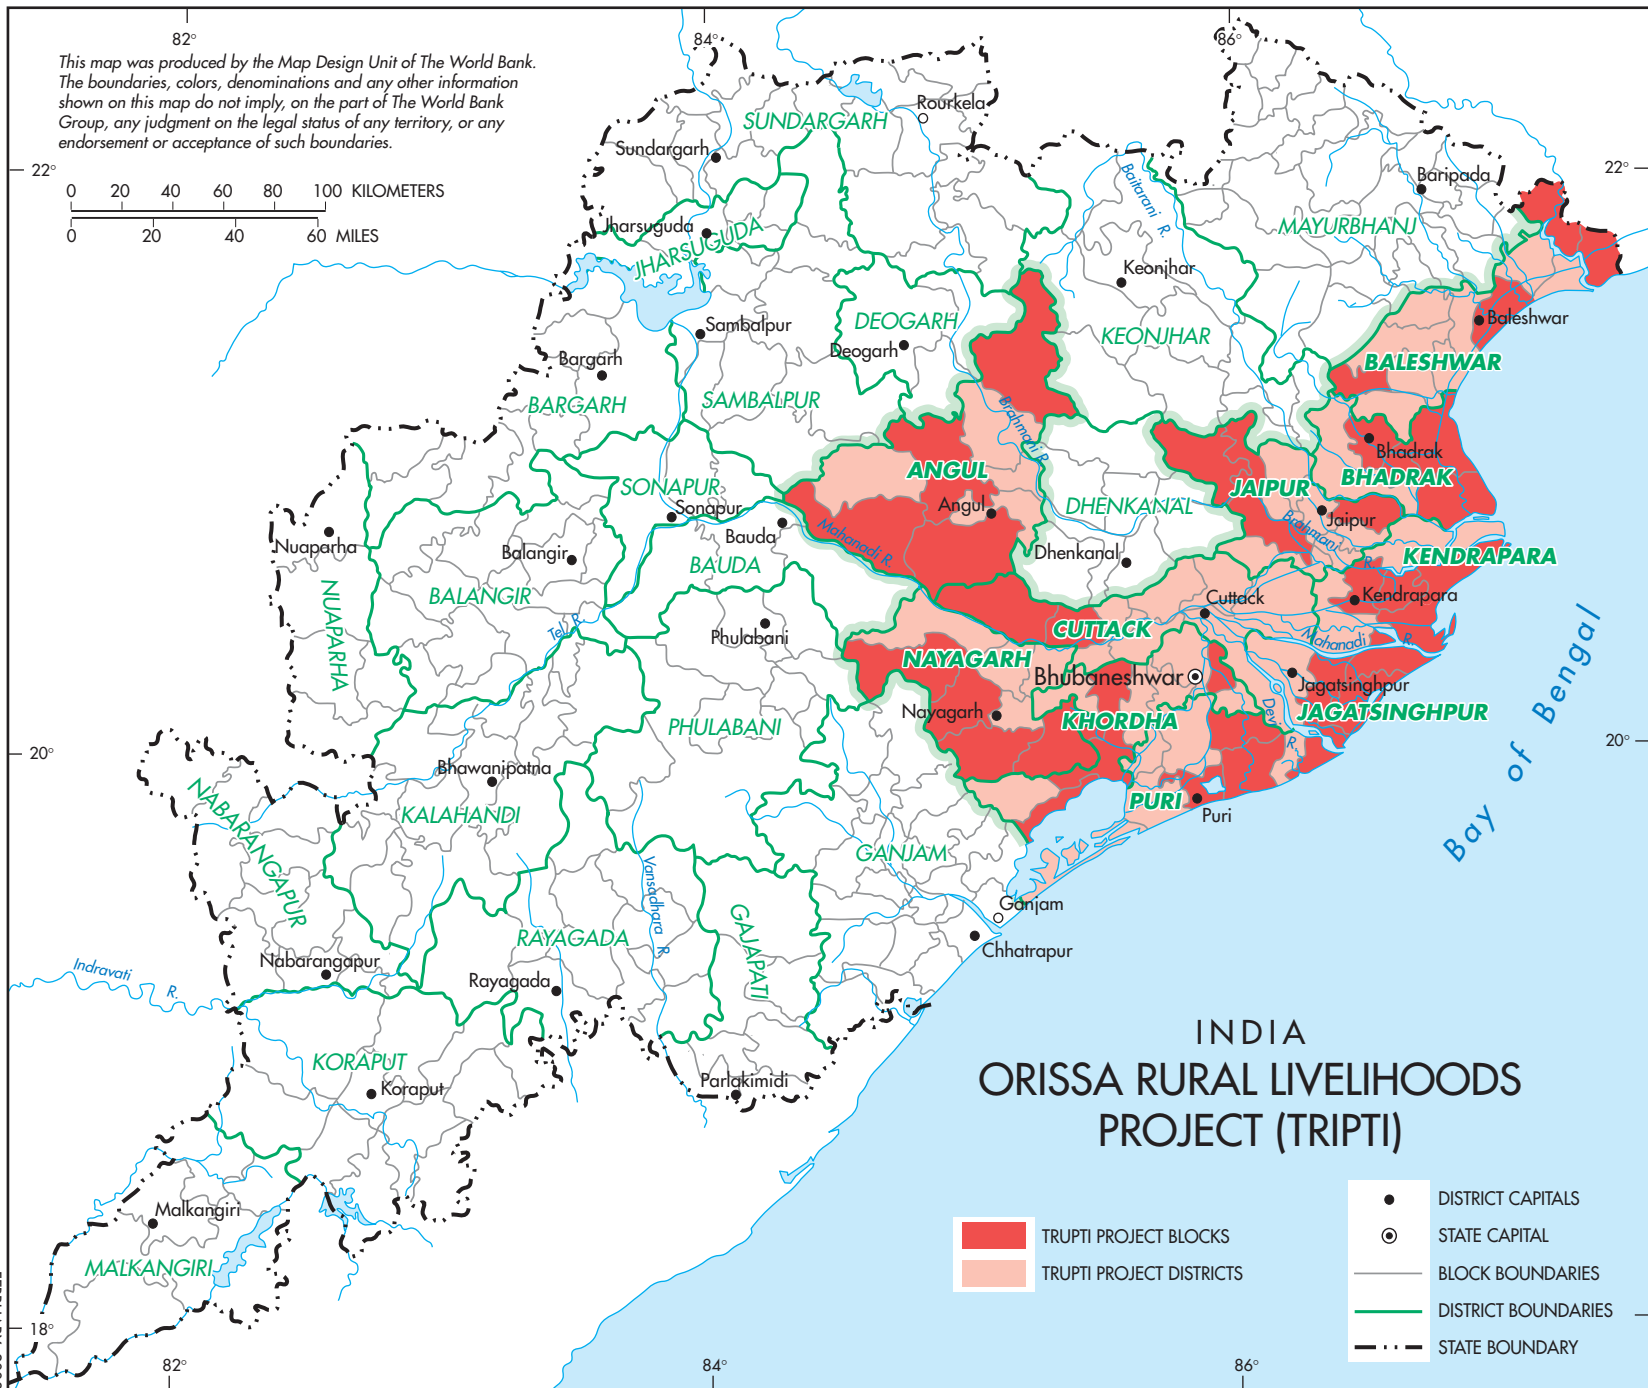 82°
84°
86°
This map was produced by the Map Design Unit of The World Bank.
The boundaries, colors, denominations and any other information
shown on this map do not imply, on the part of The World Bank
Group, any judgment on the legal status of any territory, or any
endorsement or acceptance of such boundaries.
22°
22°
0 20 40 60 80 100 KILOMETERS
0 20 40 60 MILES
Rourkela
SUNDARGARH
Sundargarh
Baitarani R.
Baripada
Jharsuguda
JHARSUGUDA
MAYURBHANJ
Keonjhar
Sambalpur
DEOGARH
Deogarh
KEONJHAR
Baleshwar
BALESHWAR
Bargarh
BARGARH
SAMBALPUR
Brahmani R.
Bhadrak
BHADRAK
ANGUL
Angul
JAIPUR
Jaipur
SONAPUR
Sonapur
DHENKANAL
Dhenkanal
Brahmani
R.
Nuaparha
NUAPARHA
Balangir
BALANGIR
Bauda
BAUDA
Mahanadi R.
KENDRAPARA
Kendrapara
Tel R.
Phulabani
Cuttack
CUTTACK
Mahanadi
R.
NAYAGARH
Bhubaneshwar
Jagatsinghpur
JAGATSINGHPUR
Nayagarh
KHORDHA
Devi
R.
PHULABANI
20°
20°
Bay of Bengal
Bhawanipatna
KALAHANDI
NABARANGAPUR
PURI
Puri
GANJAM
Vansadhara R.
Ganjam
Chhatrapur
GAJAPATI
RAYAGADA
Rayagada
Nabarangapur
Indravati
R.
KORAPUT
Koraput
Parlakimidi
INDIA
ORISSA RURAL LIVELIHOODS
PROJECT (TRIPTI)
Malkangiri
MALKANGIRI
TRUPTI PROJECT BLOCKS
TRUPTI PROJECT DISTRICTS
DISTRICT CAPITALS
STATE CAPITAL
BLOCK BOUNDARIES
DISTRICT BOUNDARIES
STATE BOUNDARY
18°
82°
84°
86°